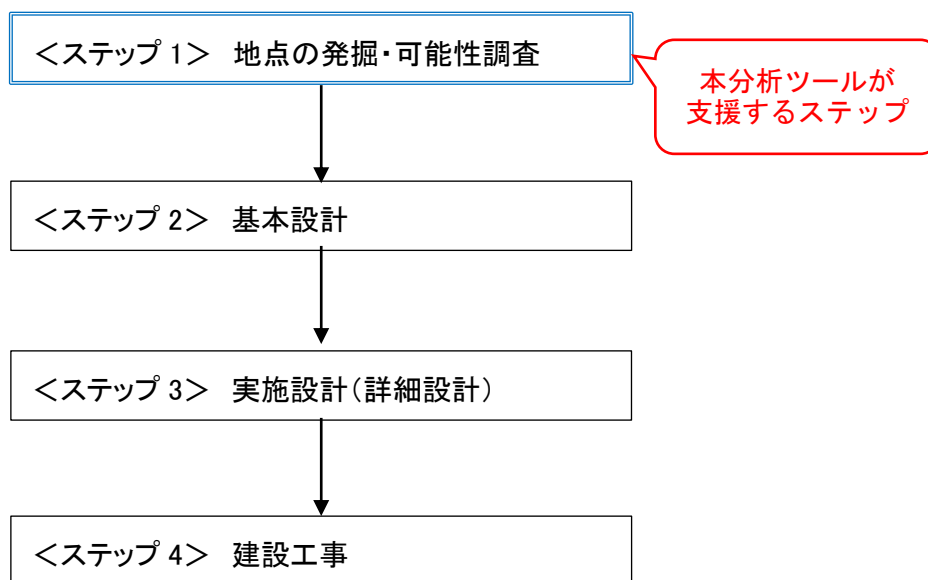 ＜ステップ 1＞ 地点の発掘・可能性調査
本分析ツールが
支援するステップ
＜ステップ 2＞ 基本設計
＜ステップ 3＞ 実施設計（詳細設計）
＜ステップ 4＞ 建設工事